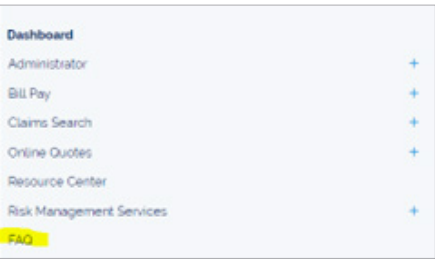 Dashboard
Administrator +
Bill Pay +
Claims Search +
Online Quotes +
Resource Center
Risk Management Services +
FAQ